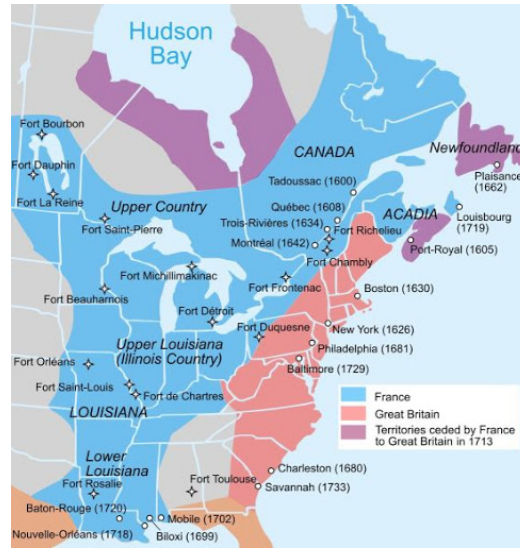 Hudson
Bay
Fort Bourbon
CANADA
Newfoundland
Fort Dauphin
Plaisance
(1662)
Tadoussac (1600)
Fort La Reine
Upper Country
Québec (1608)
ACADIA
Louisbourg
(1719)
Fort Saint-Pierre
Trois-Rivières (1634)
Fort Richelieu
Montréal (1642)
Port-Royal (1605)
Fort Chambly
Fort Michillimakinac
Fort Frontenac
Fort Beauharnois
Boston (1630)
Fort Détroit
Fort Duquesne
New York (1626)
Upper Louisiana
(Illinois Country)
Philadelphia (1681)
Fort Orléans
Baltimore (1729)
Fort Saint-Louis
Fort de Chartres
LOUISIANA
France
Great Britain
Territories ceded by France
to Great Britain in 1713
Lower
Louisiana
Charleston (1680)
Fort Rosalie
Fort Toulouse
Savannah (1733)
Baton-Rouge (1720)
Mobile (1702)
Nouvelle-Orléans (1718)
Biloxi (1699)